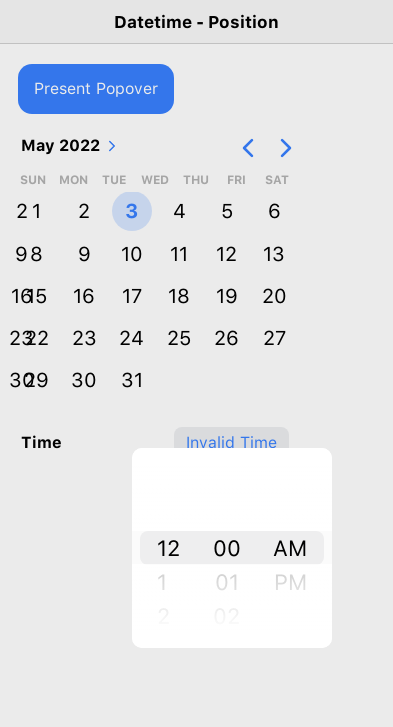 Datetime - Position
Present Popover
May 2022
SUN MON TUE WED THU FRI SAT
2 1 2 3 4 5 6
9 8 9 10 11 12 13
16 15 16 17 18 19 20
23 22 23 24 25 26 27
30 29 30 31
Time Invalid Time
12 00 AM
1 01 PM
2 02